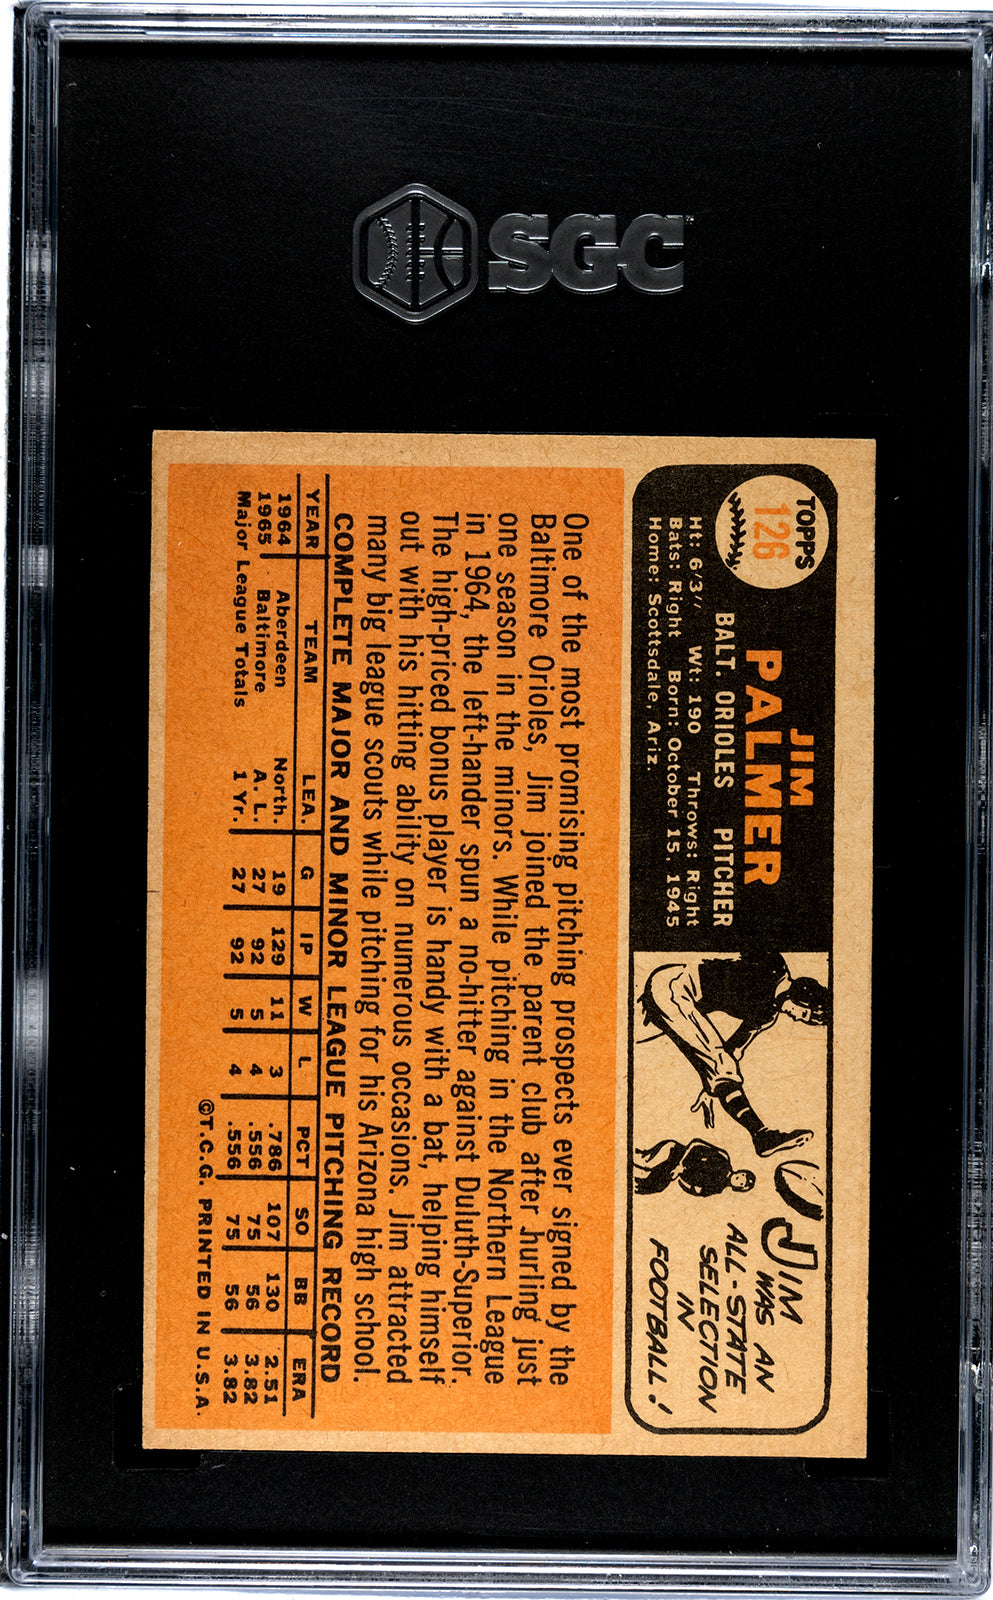 SGC
TOPPS
126
JIM
PALMER
BALT. ORIOLES PITCHER
Ht: 6'3" Wt: 190 Throws: Right
Bats: Right Born: October 15, 1945
Home: Scottsdale, Ariz.
JIM
WAS AN
ALL-STATE
SELECTION
IN
FOOTBALL!
One of the most promising pitching prospects ever signed by the
Baltimore Orioles, Jim joined the parent club after hurling just
one season in the minors. While pitching in the Northern League
in 1964, the left-hander spun a no-hitter against Duluth-Superior.
The high-priced bonus player is handy with a bat, helping himself
out with his hitting ability on numerous occasions. Jim attracted
many big league scouts while pitching for his Arizona high school.
COMPLETE MAJOR AND MINOR LEAGUE PITCHING RECORD
YEAR TEAM LEA. G IP W L PCT SO BB ERA
1964 Aberdeen North. 19 129 11 3 .786 107 130 2.51
1965 Baltimore A. L. 27 92 5 4 .556 75 56 3.82
Major League Totals 1 Yr. 27 92 5 4 .556 75 56 3.82
©T.C.G. PRINTED IN U.S.A.